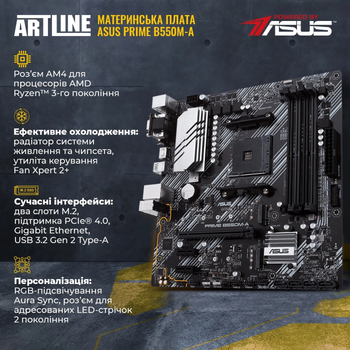 ARTLINE
МАТЕРИНСЬКА ПЛАТА
ASUS PRIME B550M-A
POWERED BY
ASUS
Роз'єм AM4 для
процесорів AMD
Ryzen™ 3-го покоління
Ефективне охолодження:
радіатор системи
живлення та чипсета,
утиліта керування
Fan Xpert 2+
Сучасні інтерфейси:
два слоти M.2,
підтримка PCIe® 4.0,
Gigabit Ethernet,
USB 3.2 Gen 2 Type-A
Персоналізація:
RGB-підсвічування
Aura Sync, роз'єм для
адресованих LED-стрічок
2 покоління
PRIME B550M-A
ASUS